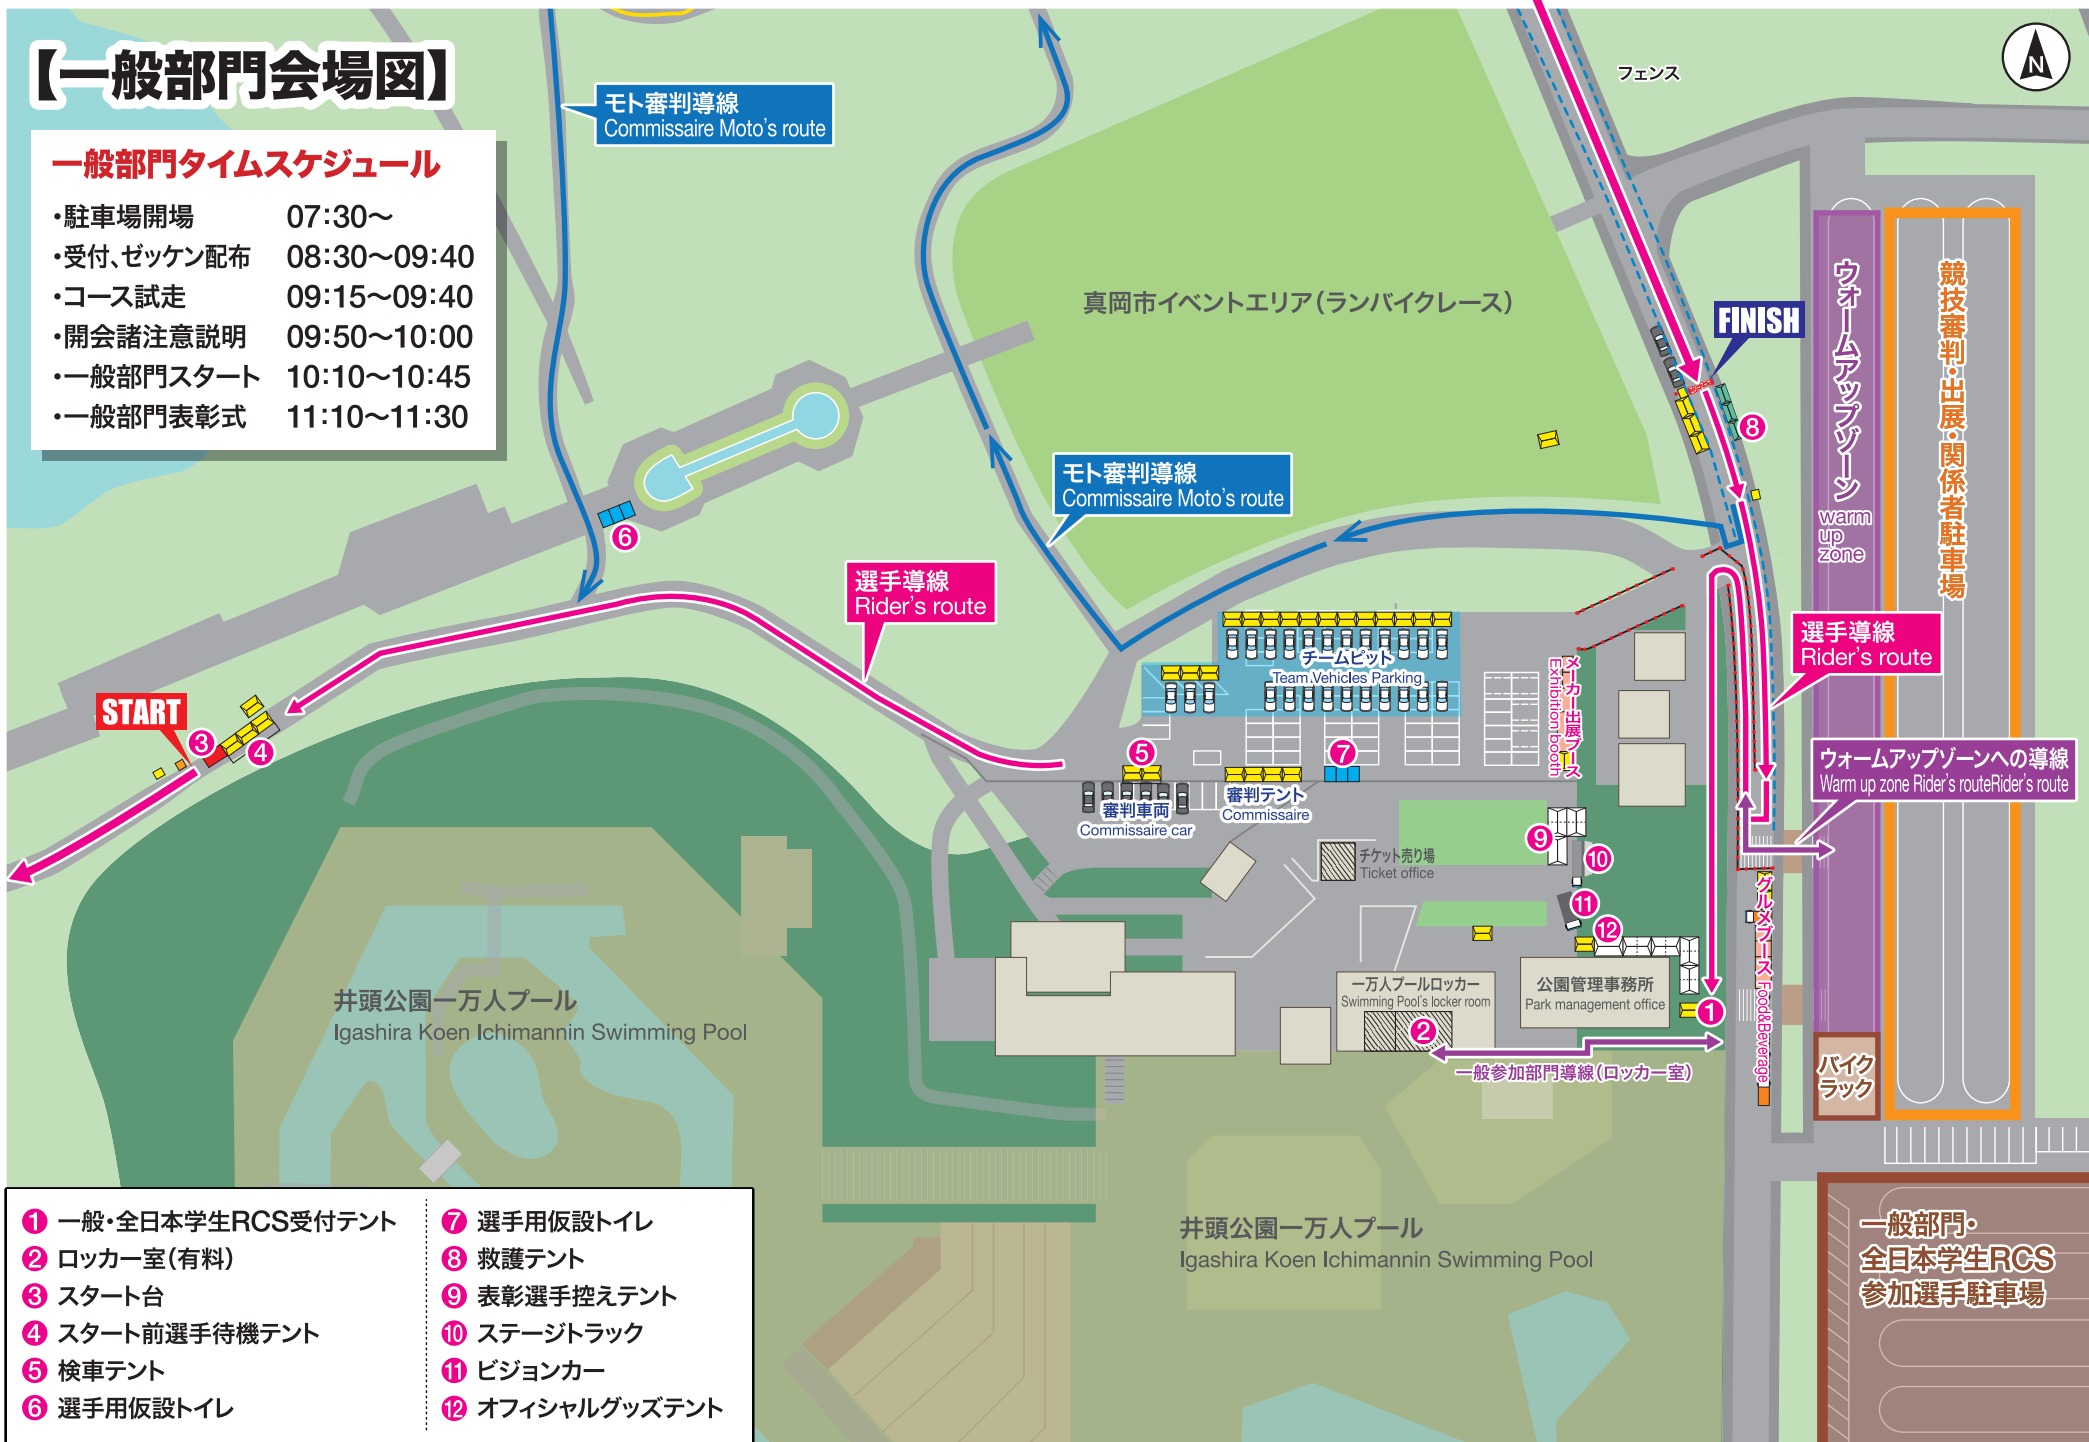 【一般部門会場図】
一般部門タイムスケジュール
・駐車場開場 07:30〜
・受付、ゼッケン配布 08:30〜09:40
・コース試走 09:15〜09:40
・開会諸注意説明 09:50〜10:00
・一般部門スタート 10:10〜10:45
・一般部門表彰式 11:10〜11:30
モト審判導線
Commissaire Moto's route
フェンス
N
真岡市イベントエリア(ランバイクレース)
FINISH
8
ウォームアップゾーン
warm
up
zone
競技審判・出展・関係者駐車場
モト審判導線
Commissaire Moto's route
6
選手導線
Rider's route
選手導線
Rider's route
チームピット
Team Vehicles Parking
メーカー出展ブース
Exhibition booth
START
3
4
5
7
審判車両
Commissaire car
審判テント
Commissaire
ウォームアップゾーンへの導線
Warm up zone Rider's routeRider's route
9
10
チケット売り場
Ticket office
11
12
グルメブース Food&Beverage
一万人プールロッカー
Swimming Pool's locker room
2
公園管理事務所
Park management office
1
一般参加部門導線(ロッカー室)
バイク
ラック
井頭公園一万人プール
Igashira Koen Ichimannin Swimming Pool
井頭公園一万人プール
Igashira Koen Ichimannin Swimming Pool
一般部門・
全日本学生RCS
参加選手駐車場
1 一般・全日本学生RCS受付テント
2 ロッカー室(有料)
3 スタート台
4 スタート前選手待機テント
5 検車テント
6 選手用仮設トイレ
7 選手用仮設トイレ
8 救護テント
9 表彰選手控えテント
10 ステージトラック
11 ビジョンカー
12 オフィシャルグッズテント